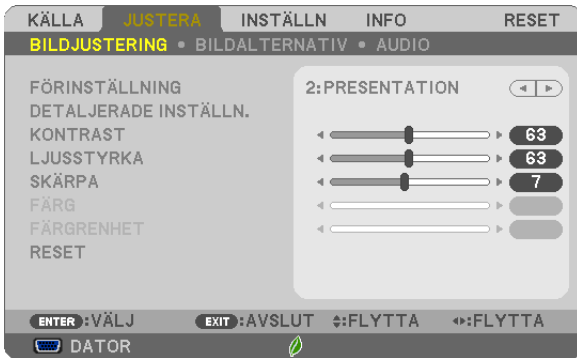 KÄLLA JUSTERA INSTÄLLN INFO RESET
BILDJUSTERING • BILDALTERNATIV • AUDIO
FÖRINSTÄLLNING 2:PRESENTATION
DETALJERADE INSTÄLLN.
KONTRAST 63
LJUSSTYRKA 63
SKÄRPA 7
FÄRG
FÄRGRENHET
RESET
ENTER :VÄLJ EXIT :AVSLUT :FLYTTA :FLYTTA
DATOR